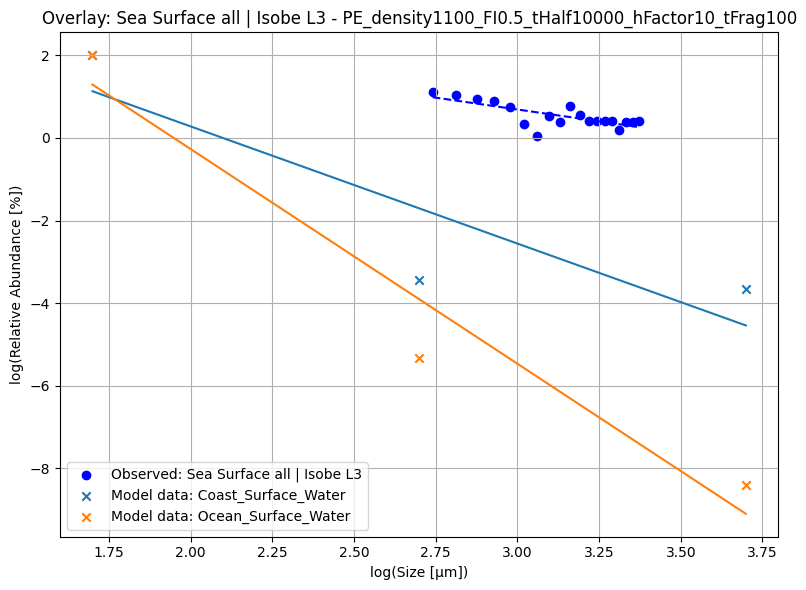 Overlay: Sea Surface all | Isobe L3 - PE_density1100_FI0.5_tHalf10000_hFactor10_tFrag100
log(Relative Abundance [%])
2
0
−2
−4
−6
−8
Observed: Sea Surface all | Isobe L3
Model data: Coast_Surface_Water
Model data: Ocean_Surface_Water
1.75 2.00 2.25 2.50 2.75 3.00 3.25 3.50 3.75
log(Size [μm])